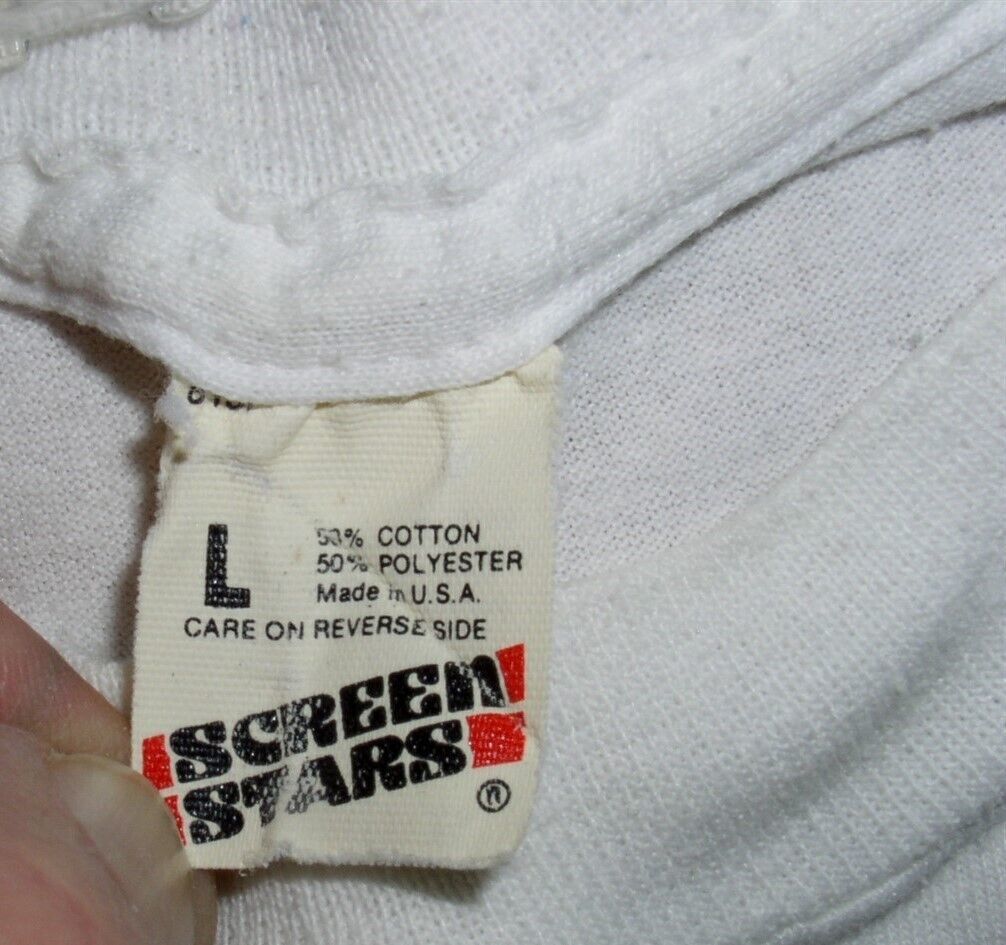 L
50% COTTON
50% POLYESTER
Made in U.S.A.
CARE ON REVERSE SIDE
SCREEN
STARS
®